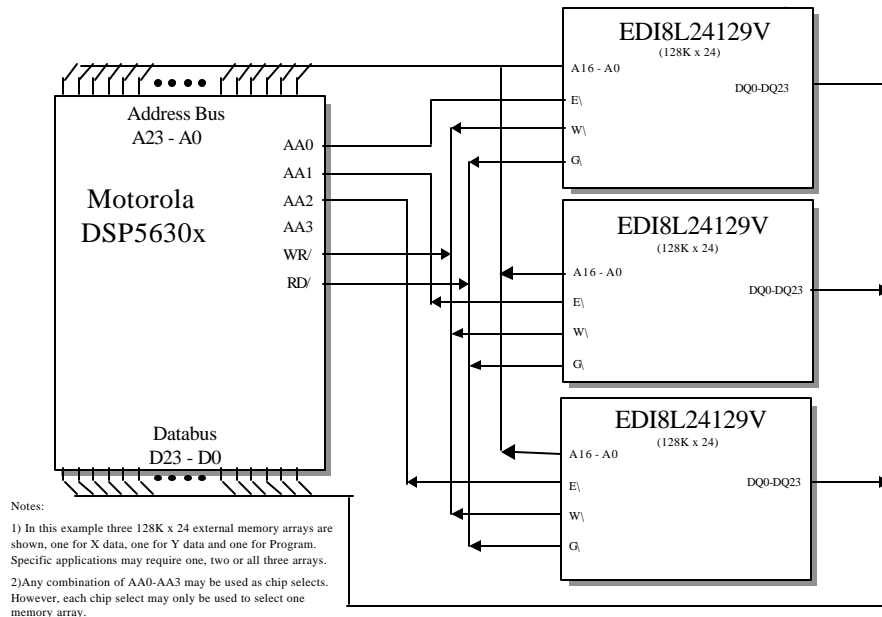 Address Bus
A23 - A0
Motorola
DSP5630x
AA0
AA1
AA2
AA3
WR/
RD/
Databus
D23 - D0
EDI8L24129V
(128K x 24)
A16 - A0
E\
W\
G\
DQ0-DQ23
EDI8L24129V
(128K x 24)
A16 - A0
E\
W\
G\
DQ0-DQ23
EDI8L24129V
(128K x 24)
A16 - A0
E\
W\
G\
DQ0-DQ23
Notes:
1) In this example three 128K x 24 external memory arrays are
shown, one for X data, one for Y data and one for Program.
Specific applications may require one, two or all three arrays.
2)Any combination of AA0-AA3 may be used as chip selects.
However, each chip select may only be used to select one
memory array.